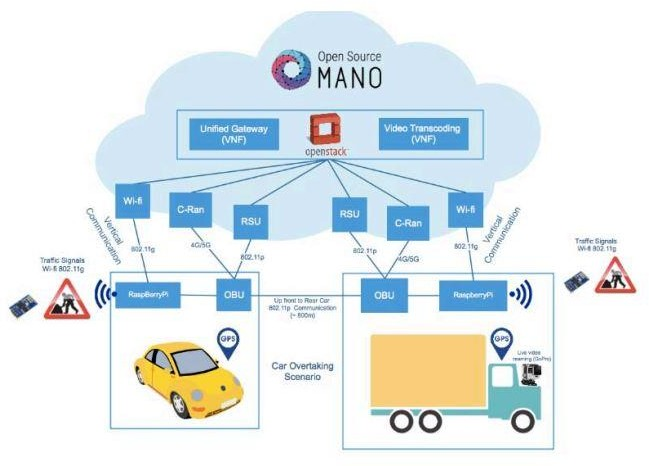 Open Source
MANO
Unified Gateway
(VNF)
openstack
Video Transcoding
(VNF)
Wi-fi
C-Ran
RSU
RSU
C-Ran
Wi-fi
Vertical
Communication
Vertical
Communication
802.11g
4G/5G
802.11p
802.11p
4G/5G
802.11g
Traffic Signals
Wi-fi 802.11g
Traffic Signals
Wi-fi 802.11g
RaspBerryPi
OBU
Up front to Rear Car
802.11p Communication
(~ 800m)
OBU
RaspberryPi
GPS
GPS
Car Overtaking
Scenario
Live video
(GoPro)